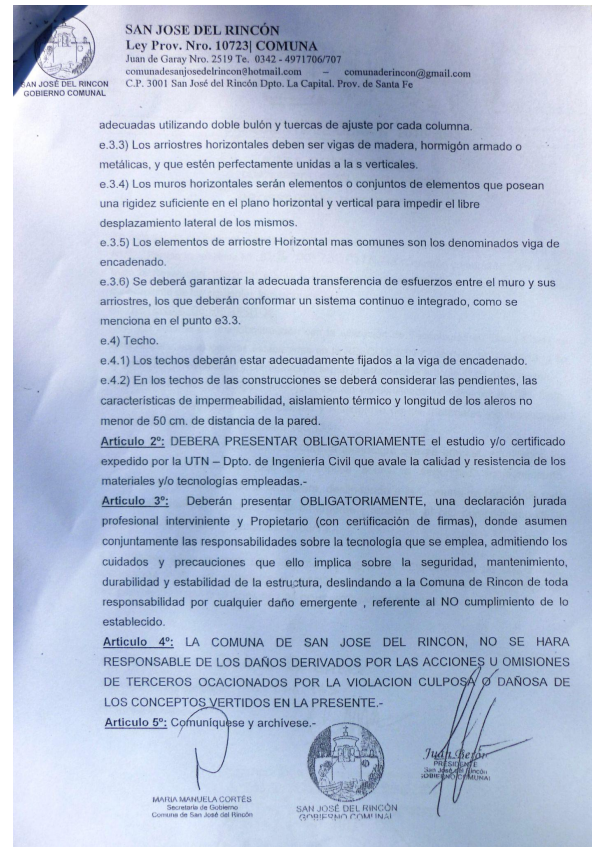 SAN JOSE DEL RINCÓN
Ley Prov. Nro. 10723| COMUNA
Juan de Garay Nro. 2519 Te. 0342 - 4971706/707
comunadesanjosedelrincon@hotmail.com – comunaderincon@gmail.com
C.P. 3001 San José del Rincón Dpto. La Capital. Prov. de Santa Fe
SAN JOSÉ DEL RINCON
GOBIERNO COMUNAL
adecuadas utilizando doble bulón y tuercas de ajuste por cada columna.
e.3.3) Los arriostres horizontales deben ser vigas de madera, hormigón armado o
metálicas, y que estén perfectamente unidas a la s verticales.
e.3.4) Los muros horizontales serán elementos o conjuntos de elementos que posean
una rigidez suficiente en el plano horizontal y vertical para impedir el libre
desplazamiento lateral de los mismos.
e.3.5) Los elementos de arriostre Horizontal mas comunes son los denominados viga de
encadenado.
e.3.6) Se deberá garantizar la adecuada transferencia de esfuerzos entre el muro y sus
arriostres, los que deberán conformar un sistema continuo e integrado, como se
menciona en el punto e3.3.
e.4) Techo.
e.4.1) Los techos deberán estar adecuadamente fijados a la viga de encadenado.
e.4.2) En los techos de las construcciones se deberá considerar las pendientes, las
características de impermeabilidad, aislamiento térmico y longitud de los aleros no
menor de 50 cm. de distancia de la pared.
Articulo 2º: DEBERA PRESENTAR OBLIGATORIAMENTE el estudio y/o certificado
expedido por la UTN – Dpto. de Ingeniería Civil que avale la calidad y resistencia de los
materiales y/o tecnologías empleadas.-
Articulo 3º: Deberán presentar OBLIGATORIAMENTE, una declaración jurada
profesional interviniente y Propietario (con certificación de firmas), donde asumen
conjuntamente las responsabilidades sobre la tecnología que se emplea, admitiendo los
cuidados y precauciones que ello implica sobre la seguridad, mantenimiento,
durabilidad y estabilidad de la estructura, deslindando a la Comuna de Rincon de toda
responsabilidad por cualquier daño emergente , referente al NO cumplimiento de lo
establecido.
Articulo 4º: LA COMUNA DE SAN JOSE DEL RINCON, NO SE HARA
RESPONSABLE DE LOS DAÑOS DERIVADOS POR LAS ACCIONES U OMISIONES
DE TERCEROS OCACIONADOS POR LA VIOLACION CULPOSA O DAÑOSA DE
LOS CONCEPTOS VERTIDOS EN LA PRESENTE.-
Articulo 5º: Comuníquese y archivese.-
MARIA MANUELA CORTÉS
Secretaria de Gobierno
Comuna de San José del Rincón
SAN JOSÉ DEL RINCÓN
GOBIERNO COMUNAL
Juan
PRESIDENTE
San José del Rincón
GOBIERNO COMUNAL